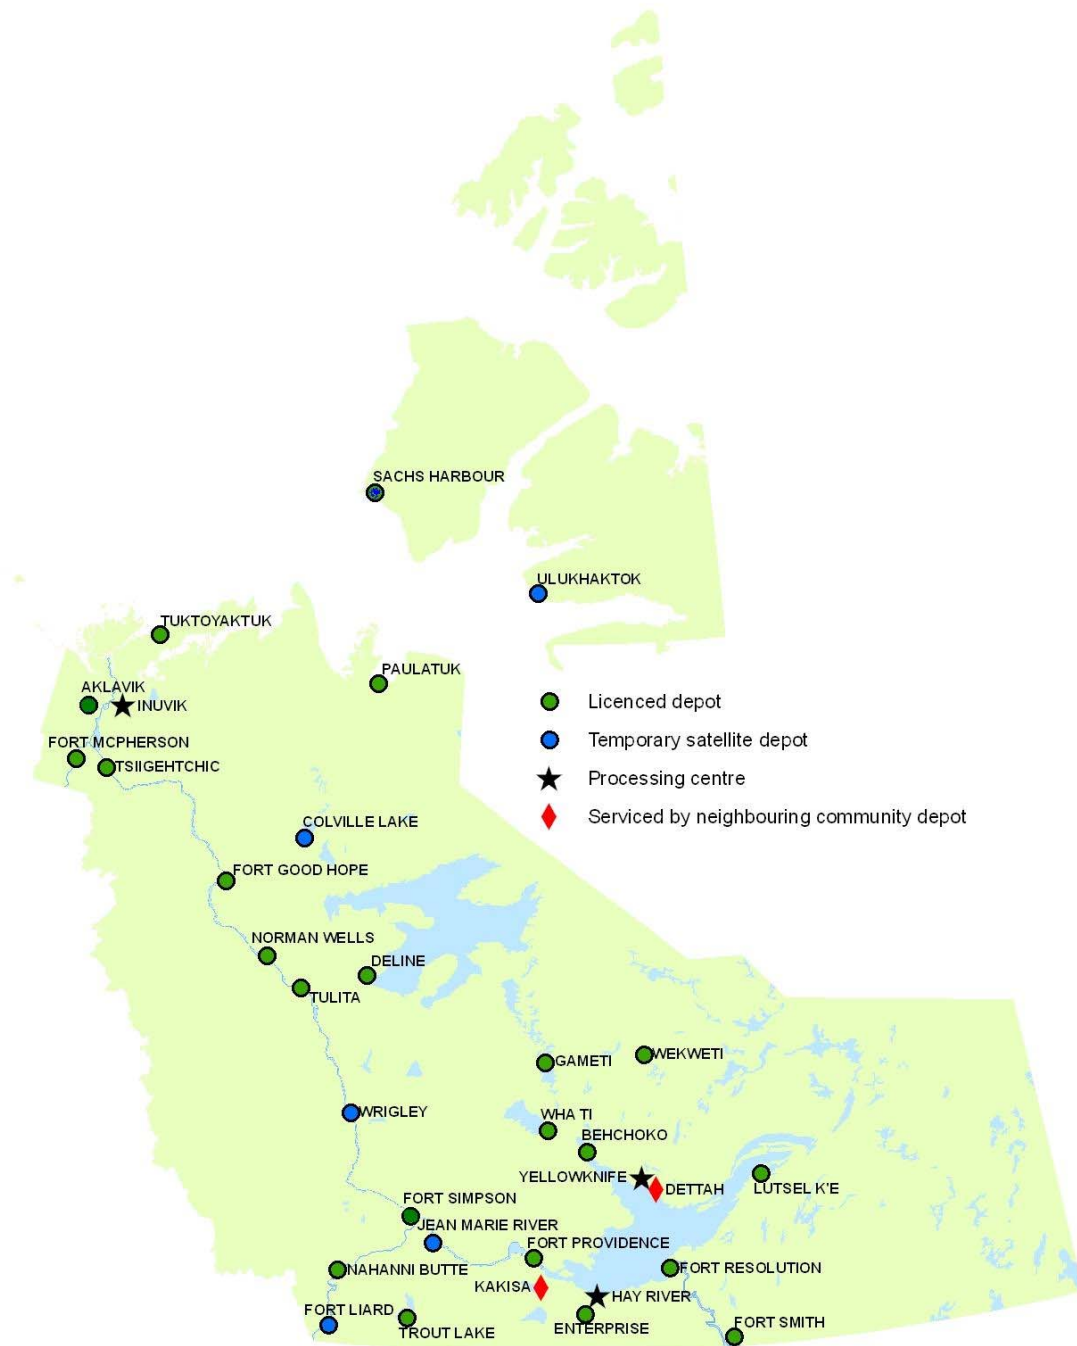 SACHS HARBOUR
ULUKHAKTOK
TUKTOYAKTUK
PAULATUK
AKLAVIK
INUVIK
Licenced depot
FORT MCPHERSON
Temporary satellite depot
TSIIGEHTCHIC
Processing centre
Serviced by neighbouring community depot
COLVILLE LAKE
FORT GOOD HOPE
NORMAN WELLS
DELINE
TULITA
WEKWETI
GAMETI
WRIGLEY
WHA TI
BEHCHOKO
YELLOWKNIFE
DETTAH
LUTSEL K'E
FORT SIMPSON
JEAN MARIE RIVER
FORT PROVIDENCE
NAHANNI BUTTE
FORT RESOLUTION
KAKISA
HAY RIVER
FORT LIARD
TROUT LAKE
ENTERPRISE
FORT SMITH